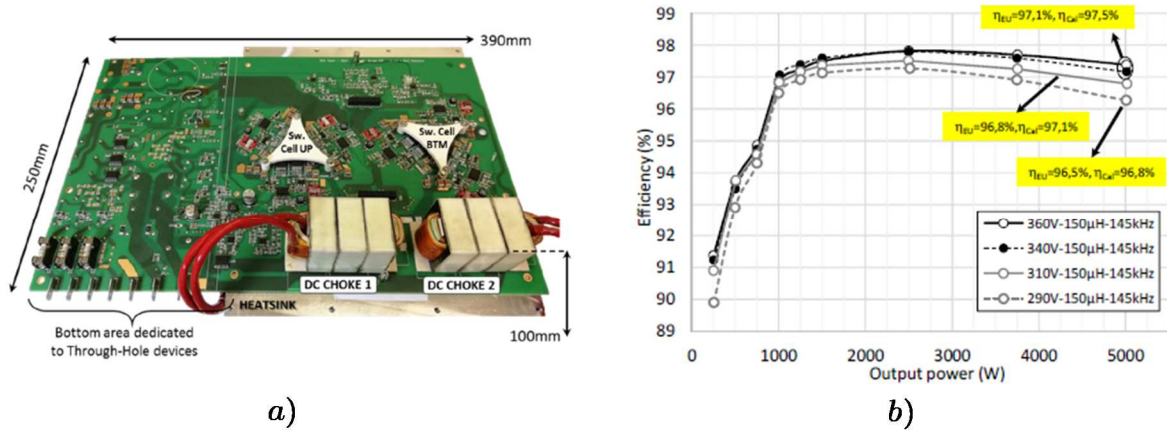 390mm
250mm
Sw.
Cell UP
Sw. Cell
BTM
DC CHOKE 1
DC CHOKE 2
HEATSINK
100mm
Bottom area dedicated
to Through-Hole devices
a)
Efficiency (%)
99
98
97
96
95
94
93
92
91
90
89
0
1000
2000
3000
4000
5000
Output power (W)
ηEU=97,1%, ηCal=97,5%
ηEU=96,8%,ηCal=97,1%
ηEU=96,5%, ηCal=96,8%
360V-150µH-145kHz
340V-150µH-145kHz
310V-150µH-145kHz
290V-150µH-145kHz
b)